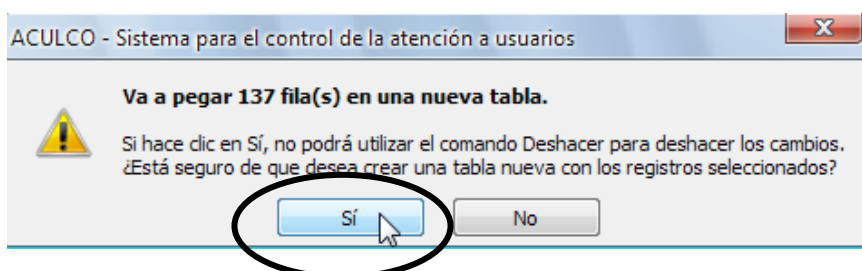 ACULCO - Sistema para el control de la atención a usuarios
Va a pegar 137 fila(s) en una nueva tabla.
Si hace clic en Sí, no podrá utilizar el comando Deshacer para deshacer los cambios.
¿Está seguro de que desea crear una tabla nueva con los registros seleccionados?
Sí No